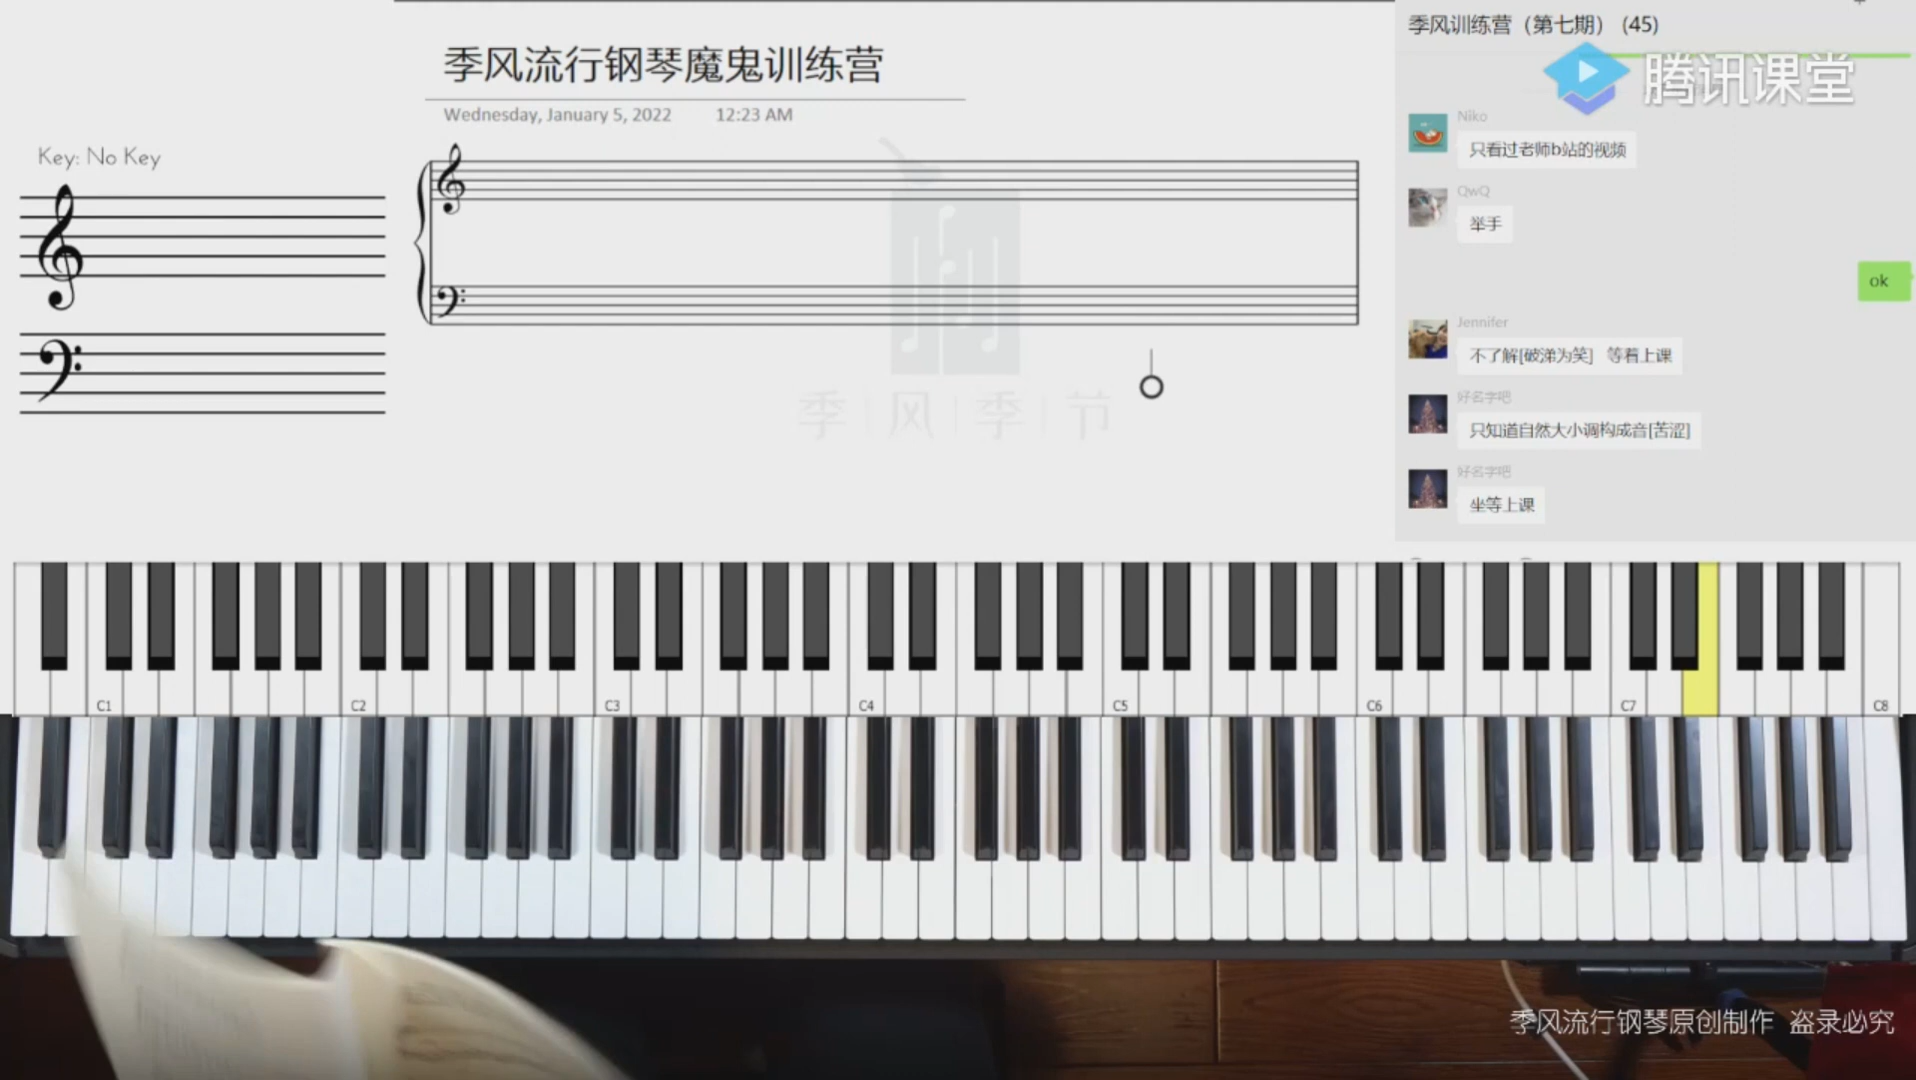 季风流行钢琴魔鬼训练营
Wednesday, January 5, 2022 12:23 AM
Key: No Key
季风训练营（第七期） (45)
腾讯课堂
Niko
只看过老师b站的视频
QwQ
举手
ok
Jennifer
不了解[破涕为笑] 等着上课
好名字吧
只知道自然大小调构成音[苦涩]
好名字吧
坐等上课
季风季节
C1 C2 C3 C4 C5 C6 C7 C8
季风流行钢琴原创制作 盗录必究